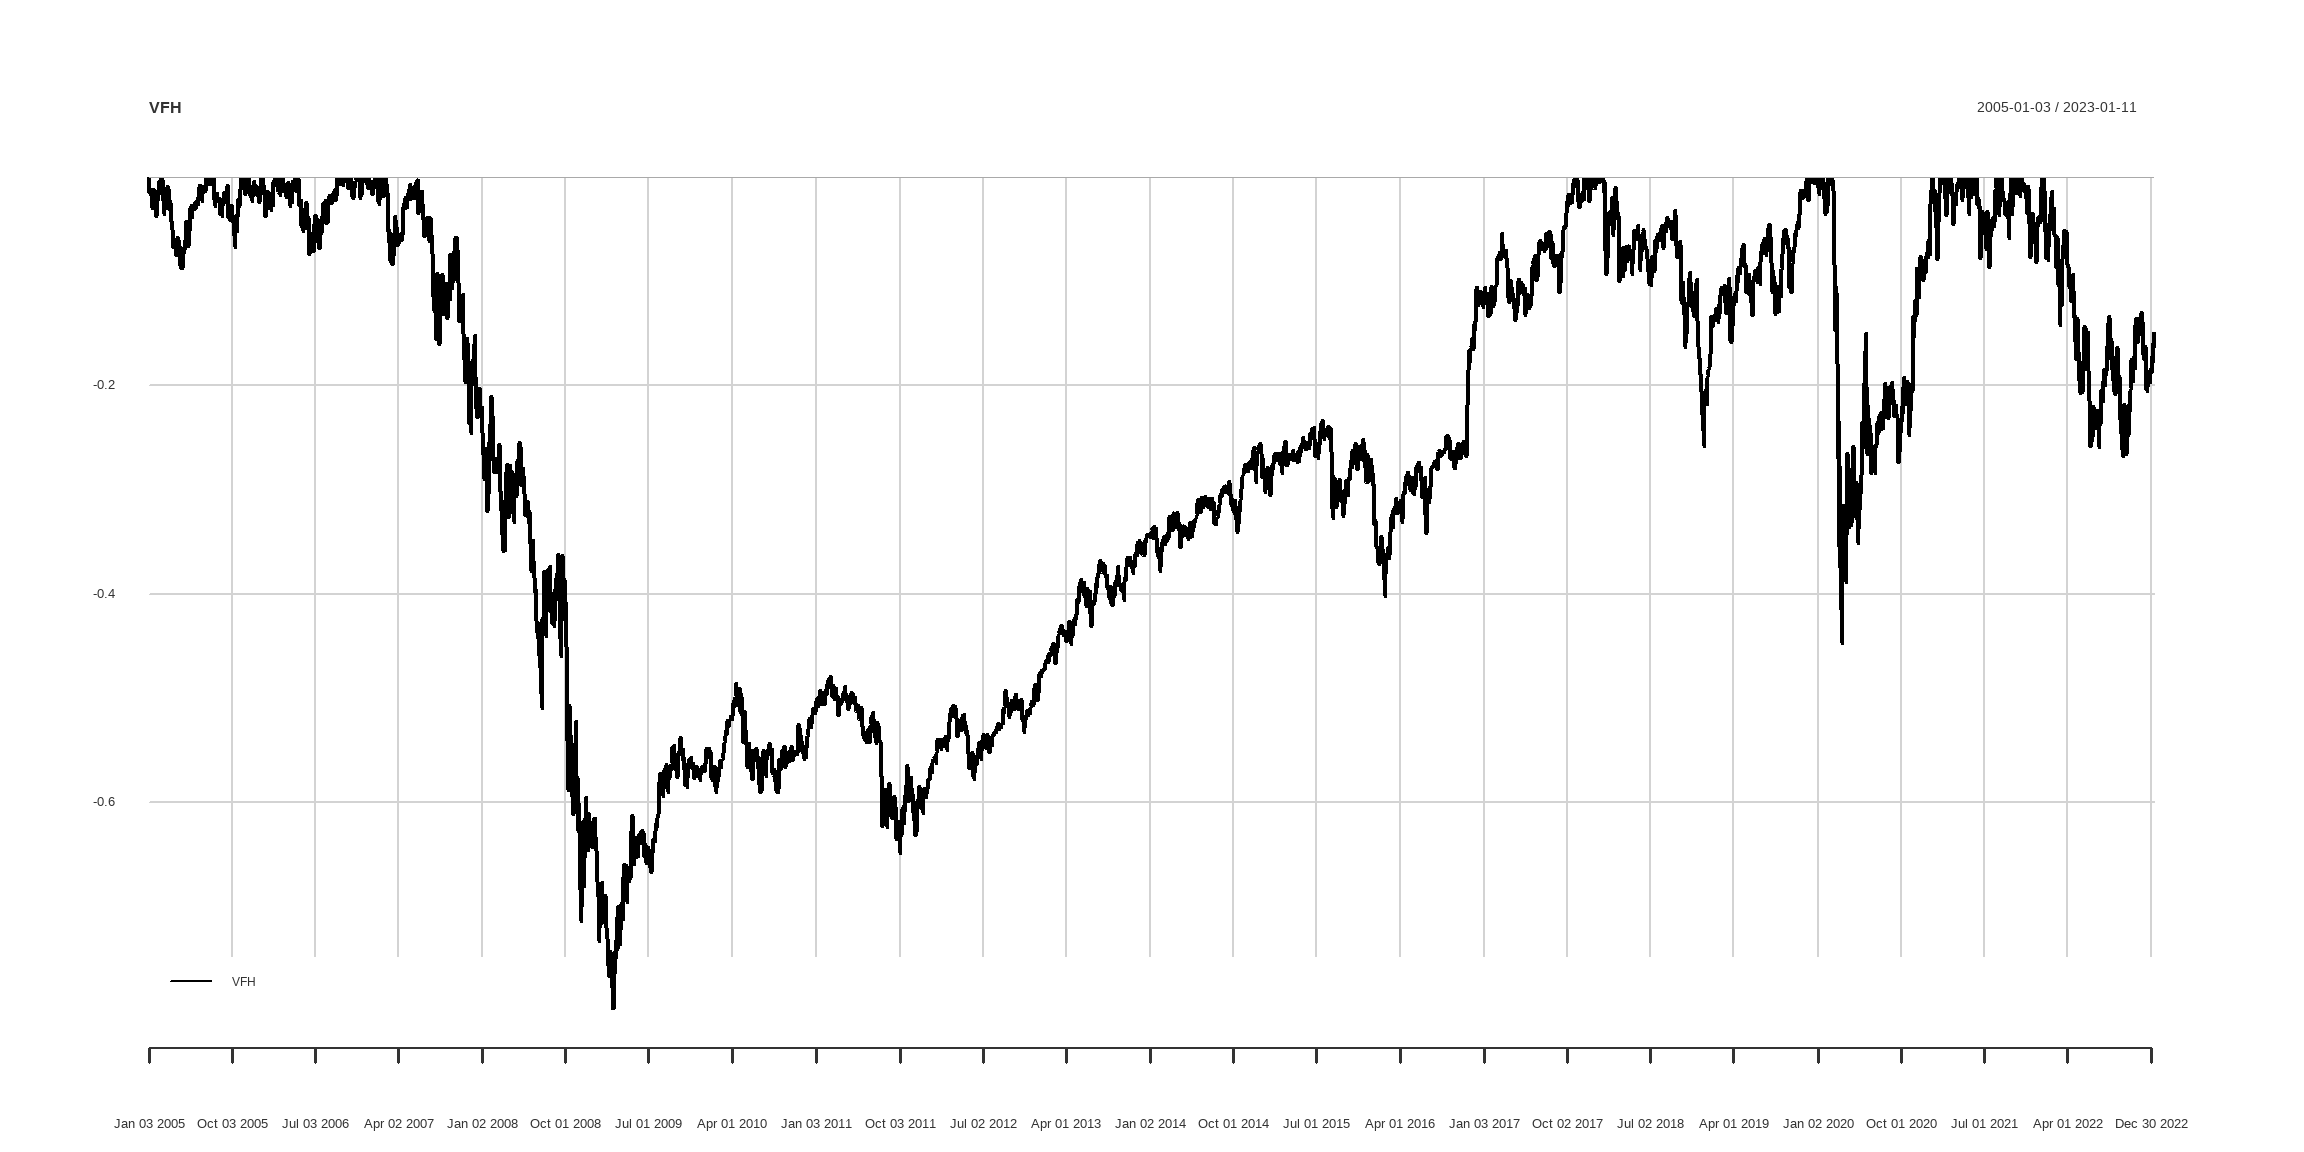 VFH
2005-01-03 / 2023-01-11
-0.2
-0.4
-0.6
VFH
Jan 03 2005 Oct 03 2005 Jul 03 2006 Apr 02 2007 Jan 02 2008 Oct 01 2008 Jul 01 2009 Apr 01 2010 Jan 03 2011 Oct 03 2011 Jul 02 2012 Apr 01 2013 Jan 02 2014 Oct 01 2014 Jul 01 2015 Apr 01 2016 Jan 03 2017 Oct 02 2017 Jul 02 2018 Apr 01 2019 Jan 02 2020 Oct 01 2020 Jul 01 2021 Apr 01 2022 Dec 30 2022